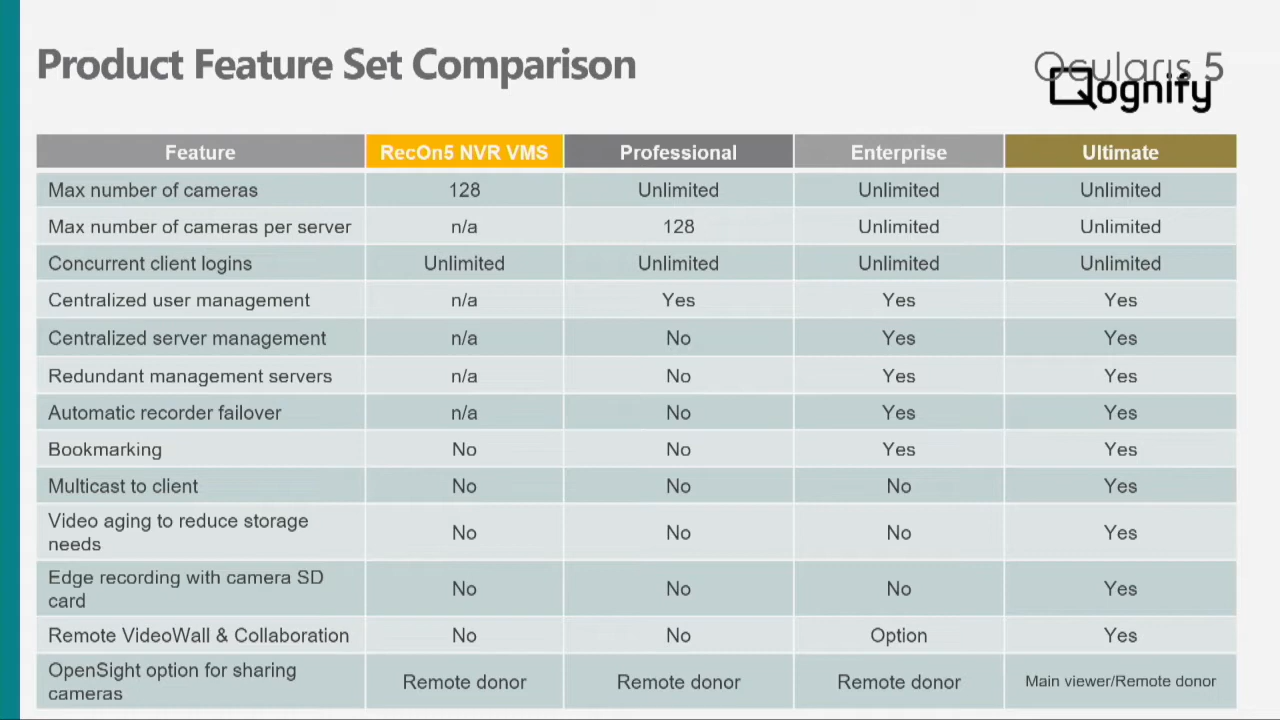 Product Feature Set Comparison
Ocularis 5
Qognify
Feature RecOn5 NVR VMS Professional Enterprise Ultimate
Max number of cameras 128 Unlimited Unlimited Unlimited
Max number of cameras per server n/a 128 Unlimited Unlimited
Concurrent client logins Unlimited Unlimited Unlimited Unlimited
Centralized user management n/a Yes Yes Yes
Centralized server management n/a No Yes Yes
Redundant management servers n/a No Yes Yes
Automatic recorder failover n/a No Yes Yes
Bookmarking No No Yes Yes
Multicast to client No No No Yes
Video aging to reduce storage
needs No No No Yes
Edge recording with camera SD
card No No No Yes
Remote VideoWall & Collaboration No No Option Yes
OpenSight option for sharing
cameras Remote donor Remote donor Remote donor Main viewer/Remote donor